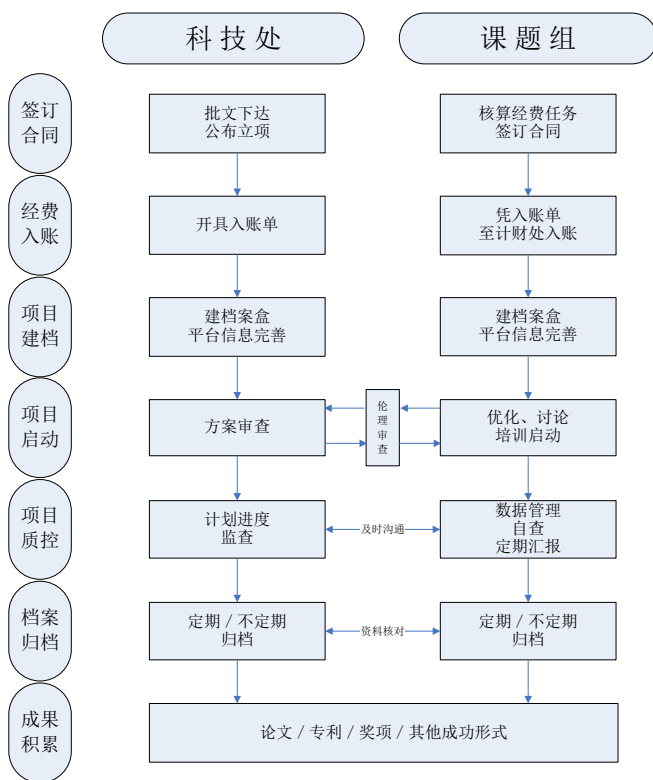 科技处
课题组
签订
合同
批文下达
公布立项
核算经费任务
签订合同
经费
入账
开具入账单
凭入账单
至计财处入账
项目
建档
建档案盒
平台信息完善
建档案盒
平台信息完善
项目
启动
方案审查
伦
理
审
查
优化、讨论
培训启动
项目
质控
计划进度
监查
及时沟通
数据管理
自查
定期汇报
档案
归档
定期 / 不定期
归档
资料核对
定期 / 不定期
归档
成果
积累
论文 / 专利 / 奖项 / 其他成功形式